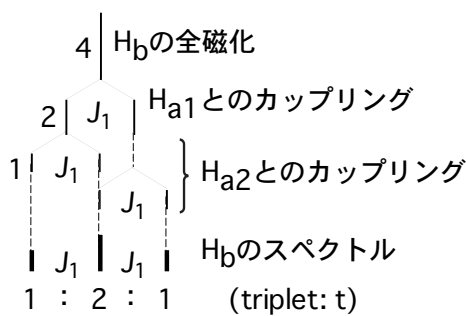 4 Hbの全磁化
2 J1 Ha1とのカップリング
1 J1 Ha2とのカップリング
J1
J1 J1 Hbのスペクトル
1 : 2 : 1 (triplet: t)